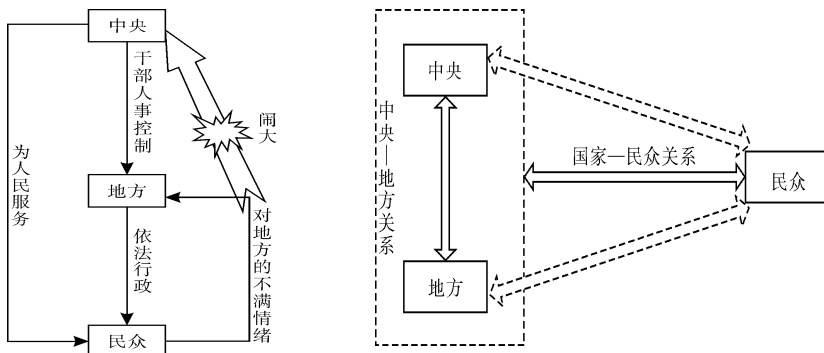 中央
干部人事控制
闹大
为人民服务
地方
依法行政
对地方的不满情绪
民众
中央
中央—地方关系
国家—民众关系
民众
地方